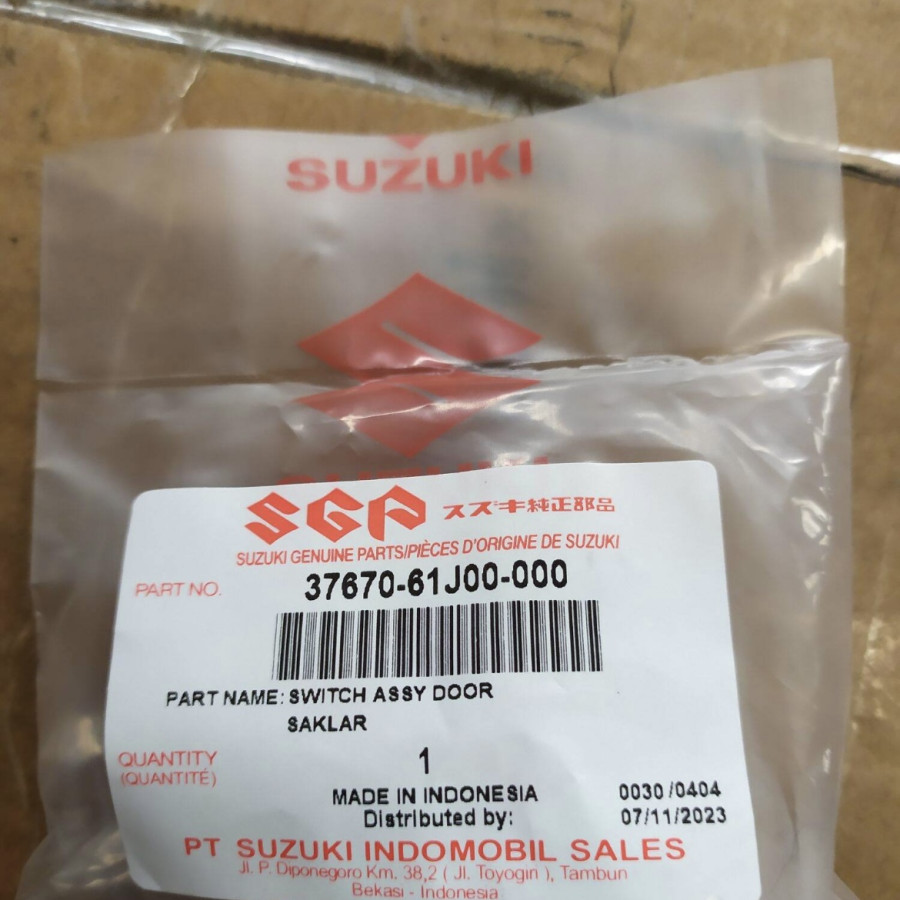 SUZUKI
SGP スズキ純正部品
SUZUKI GENUINE PARTS/PIÈCES D'ORIGINE DE SUZUKI
PART NO. 37670-61J00-000
PART NAME: SWITCH ASSY DOOR
SAKLAR
QUANTITY 1
(QUANTITÉ)
MADE IN INDONESIA 0030 /0404
Distributed by: 07/11/2023
PT SUZUKI INDOMOBIL SALES
Jl. P. Diponegoro Km. 38,2 ( Jl. Toyogiri ), Tambun
Bekasi - Indonesia